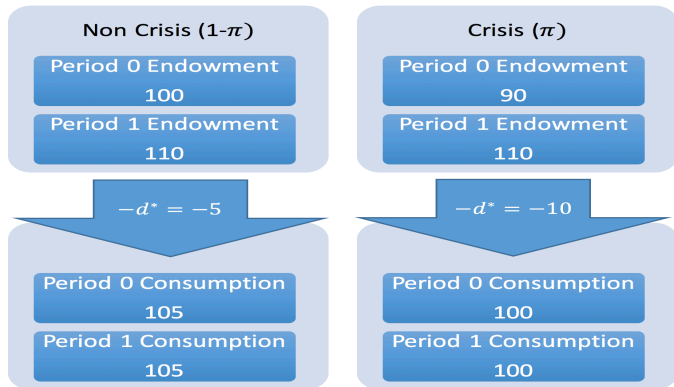 Non Crisis (1-π)
Period 0 Endowment
100
Period 1 Endowment
110
−d* = −5
Period 0 Consumption
105
Period 1 Consumption
105
Crisis (π)
Period 0 Endowment
90
Period 1 Endowment
110
−d* = −10
Period 0 Consumption
100
Period 1 Consumption
100